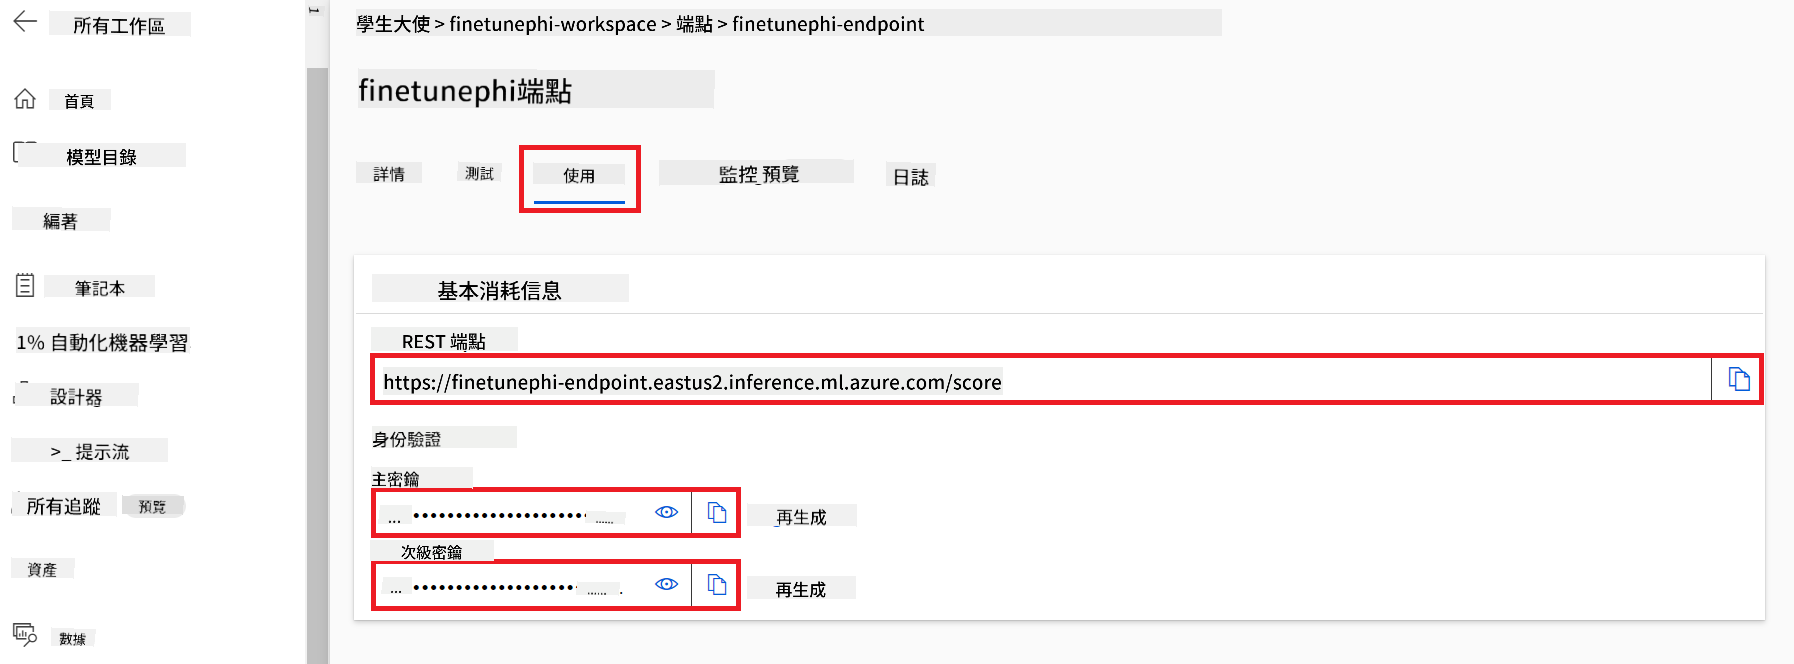 所有工作區
首頁
模型目錄
編著
筆記本
1% 自動化機器學習
設計器
>_ 提示流
所有追蹤 預覽
資產
數據
學生大使 > finetunephi-workspace > 端點 > finetunephi-endpoint
finetunephi端點
詳情 測試 使用 監控_預覽 日誌
基本消耗信息
REST 端點
https://finetunephi-endpoint.eastus2.inference.ml.azure.com/score
身份驗證
主密鑰
再生成
次級密鑰
再生成